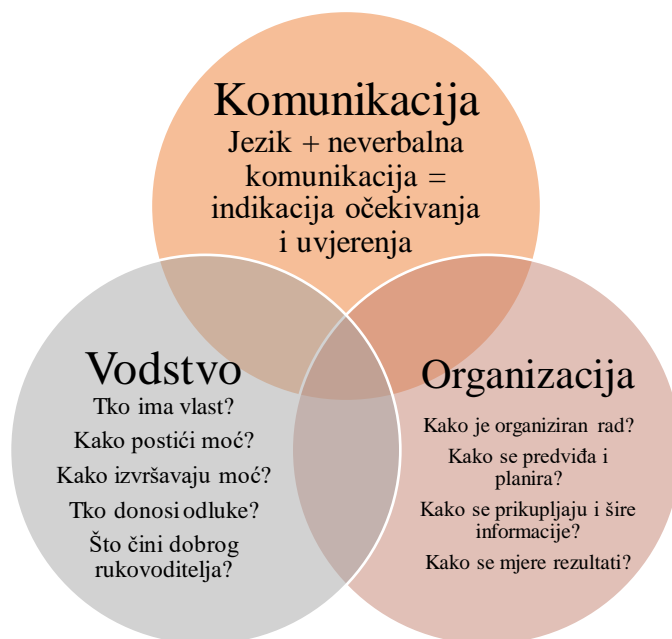 Komunikacija
Jezik + neverbalna
komunikacija =
indikacija očekivanja
i uvjerenja
Vodstvo
Tko ima vlast?
Kako postići moć?
Kako izvršavaju moć?
Tko donosi odluke?
Što čini dobrog
rukovoditelja?
Organizacija
Kako je organiziran rad?
Kako se predviđa i
planira?
Kako se prikupljaju i šire
informacije?
Kako se mjere rezultati?